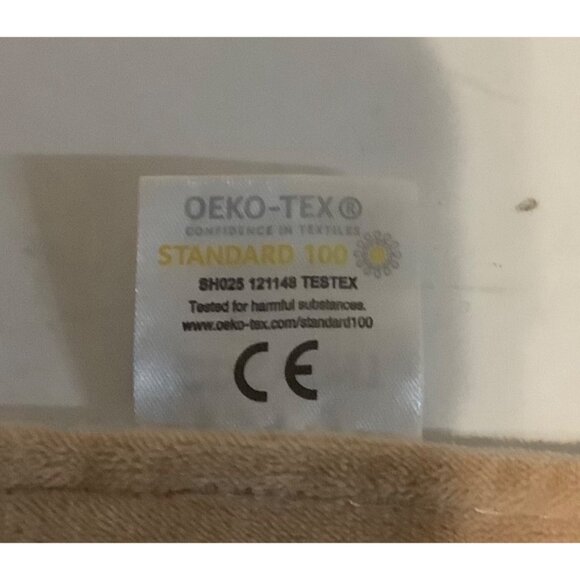 OEKO-TEX®
CONFIDENCE IN TEXTILES
STANDARD 100
SH025 121148 TESTEX
Tested for harmful substances.
www.oeko-tex.com/standard100
CE